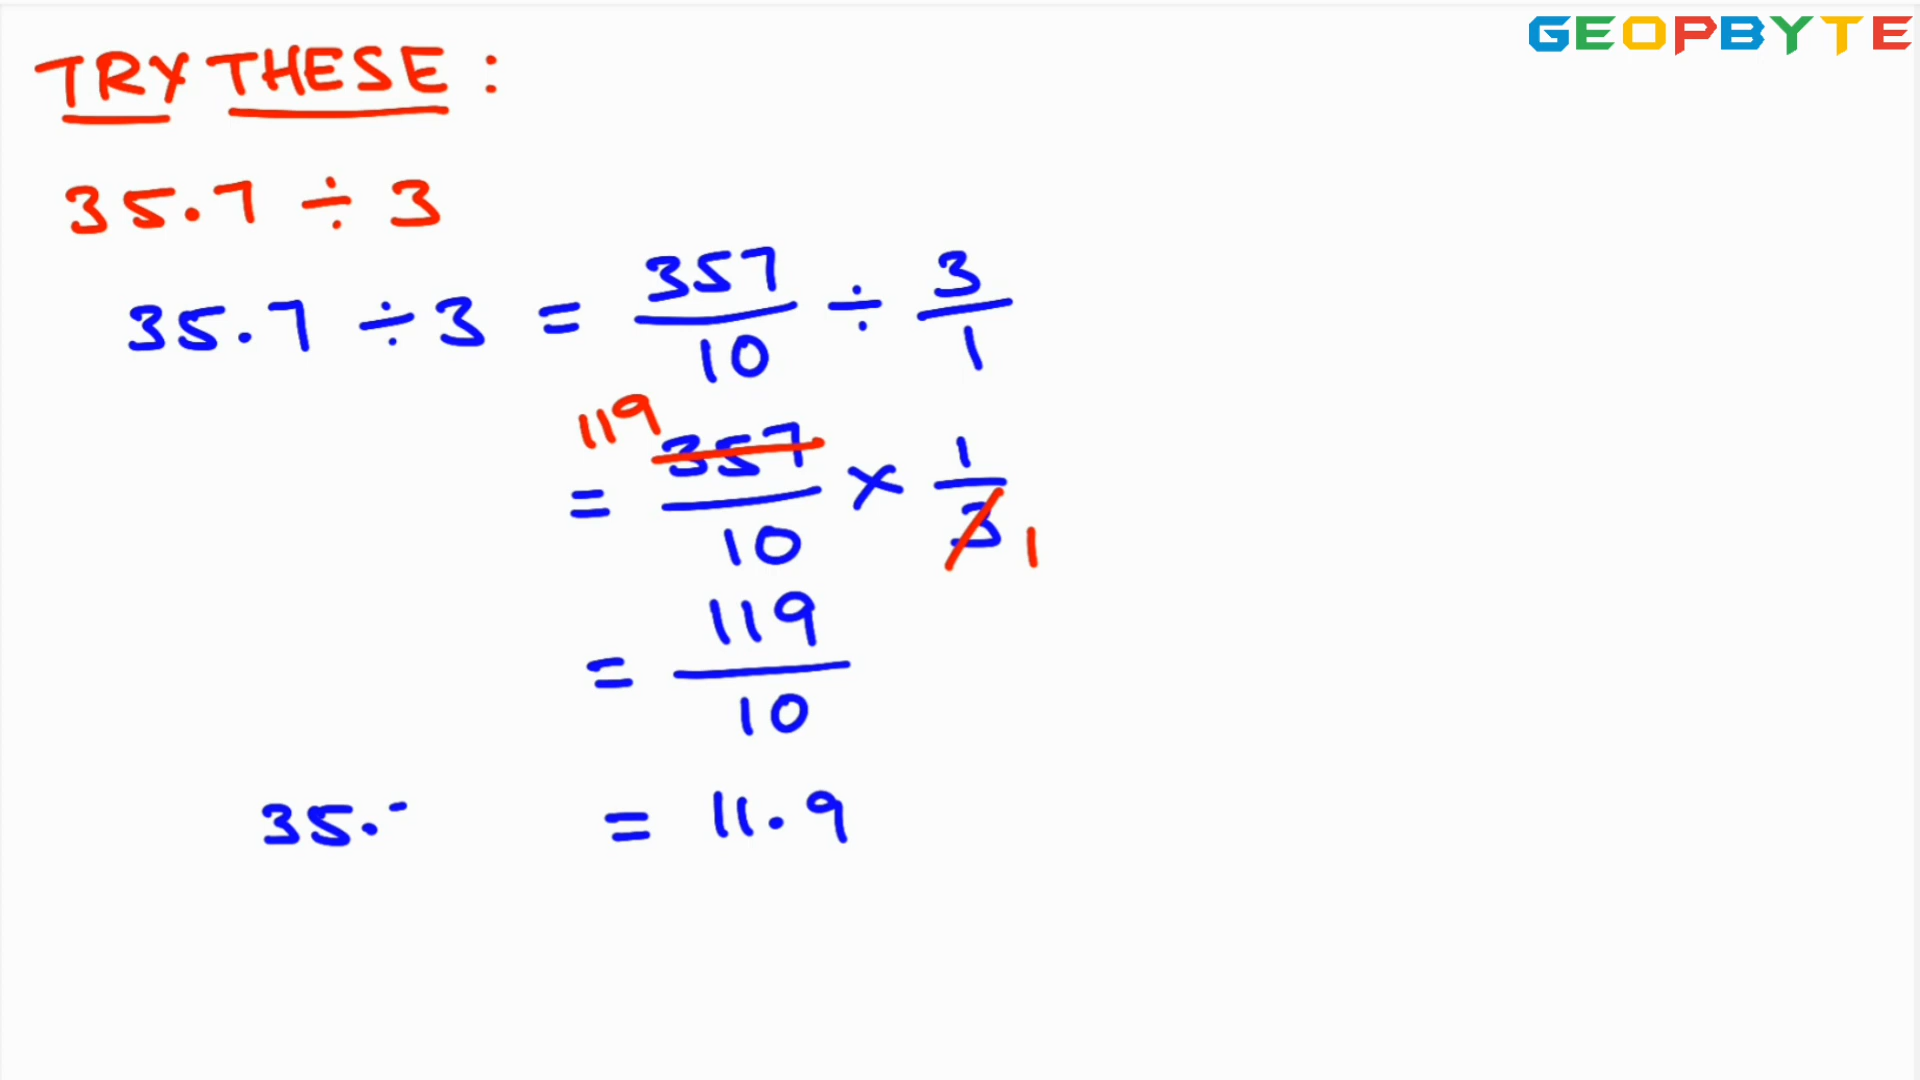 GEOPBYTE
TRY THESE :
35.7 ÷ 3
35.7 ÷ 3 = 357/10 ÷ 3/1
= 119 357/10 × 1/3 1
= 119/10
35. = 11.9